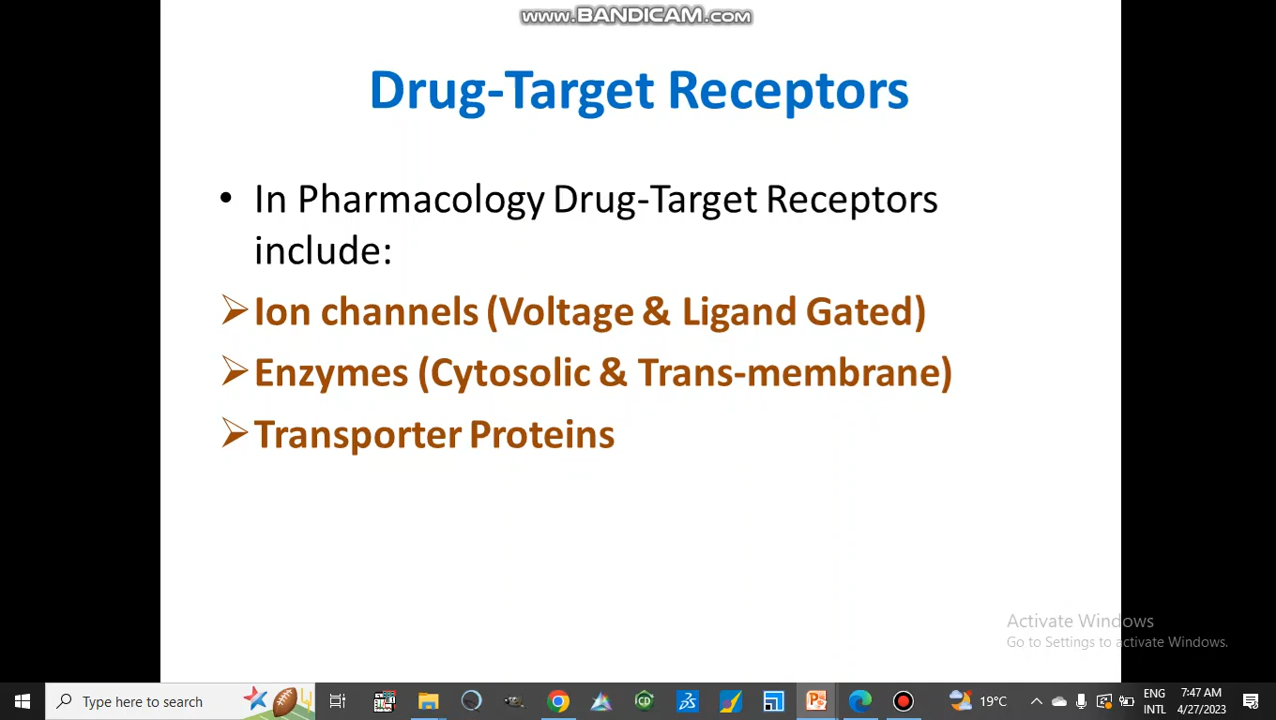 www.BANDICAM.com
Drug-Target Receptors
• In Pharmacology Drug-Target Receptors
include:
➢Ion channels (Voltage & Ligand Gated)
➢Enzymes (Cytosolic & Trans-membrane)
➢Transporter Proteins
Activate Windows
Go to Settings to activate Windows.
Type here to search
19°C
ENG
INTL
7:47 AM
4/27/2023